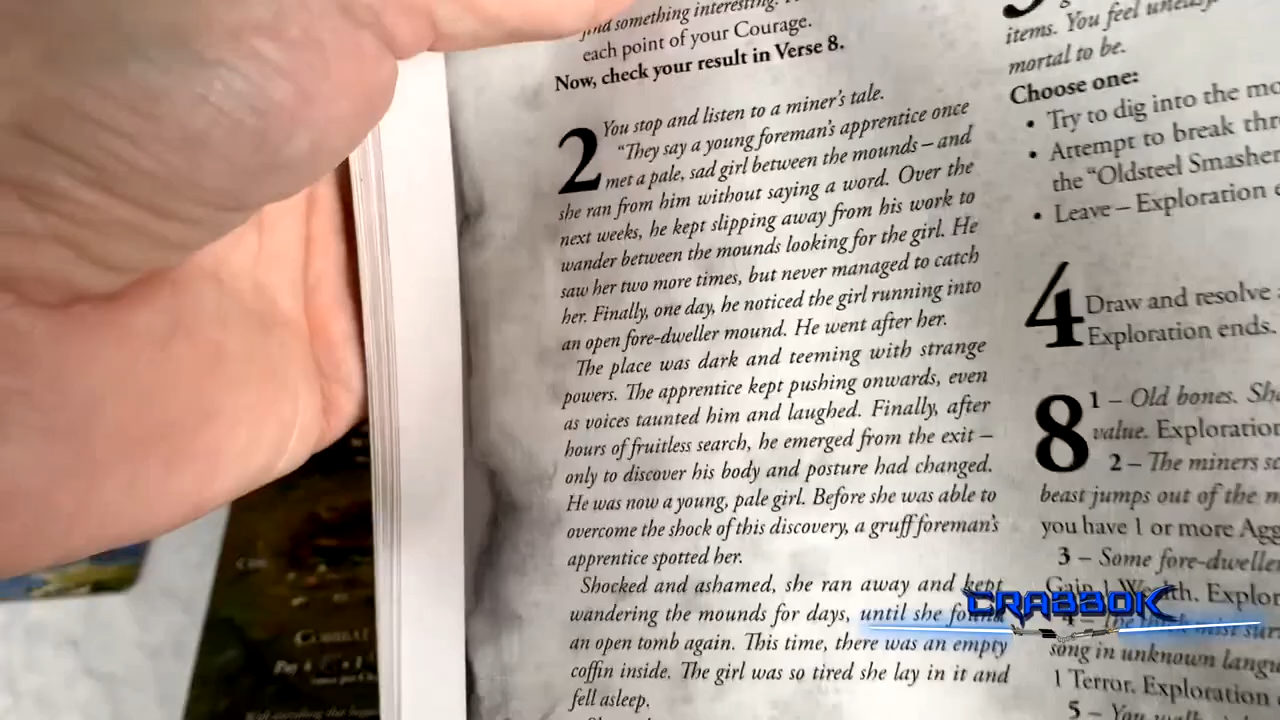 find something interesting.
each point of your Courage.
Now, check your result in Verse 8.
2 You stop and listen to a miner's tale.
"They say a young foreman's apprentice once
met a pale, sad girl between the mounds – and
she ran from him without saying a word. Over the
next weeks, he kept slipping away from his work to
wander between the mounds looking for the girl. He
saw her two more times, but never managed to catch
her. Finally, one day, he noticed the girl running into
an open fore-dweller mound. He went after her.
The place was dark and teeming with strange
powers. The apprentice kept pushing onwards, even
as voices taunted him and laughed. Finally, after
hours of fruitless search, he emerged from the exit –
only to discover his body and posture had changed.
He was now a young, pale girl. Before she was able to
overcome the shock of this discovery, a gruff foreman's
apprentice spotted her.
Shocked and ashamed, she ran away and kept
wandering the mounds for days, until she found
an open tomb again. This time, there was an empty
coffin inside. The girl was so tired she lay in it and
fell asleep.
items. You feel uneasy.
mortal to be.
Choose one:
• Try to dig into the
• Attempt to break
the "Oldsteel
• Leave – Exploration
4 Draw and resolve
Exploration ends.
8 1 – Old bones.
value. Exploration
2 – The miners
beast jumps out of the
you have 1 or more
3 – Some
Gain 1 Wealth.
CRABBOK
4 – The mist
song in unknown
1 Terror. Exploration
5 – You